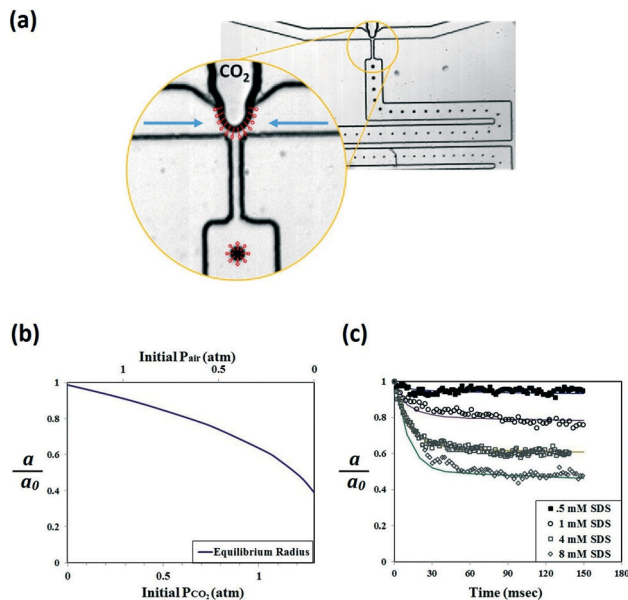 (a)
CO2
(b)
Initial Pair (atm)
1 0.5 0
1
0.8
0.6
0.4
0.2
0
a
a0
Equilibrium Radius
0 0.5 1
Initial PCO2 (atm)
(c)
1
0.8
0.6
0.4
0.2
0
a
a0
.5 mM SDS
1 mM SDS
4 mM SDS
8 mM SDS
0 30 60 90 120 150
Time (msec)